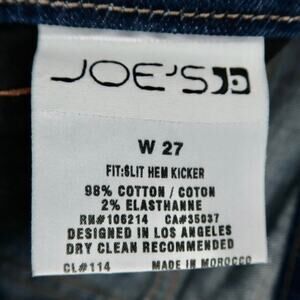 JOE'S
W 27
FIT:SLIT HEM KICKER
98% COTTON / COTON
2% ELASTHANNE
RN#106214 CA#35037
DESIGNED IN LOS ANGELES
DRY CLEAN RECOMMENDED
CL#114 MADE IN MOROCCO